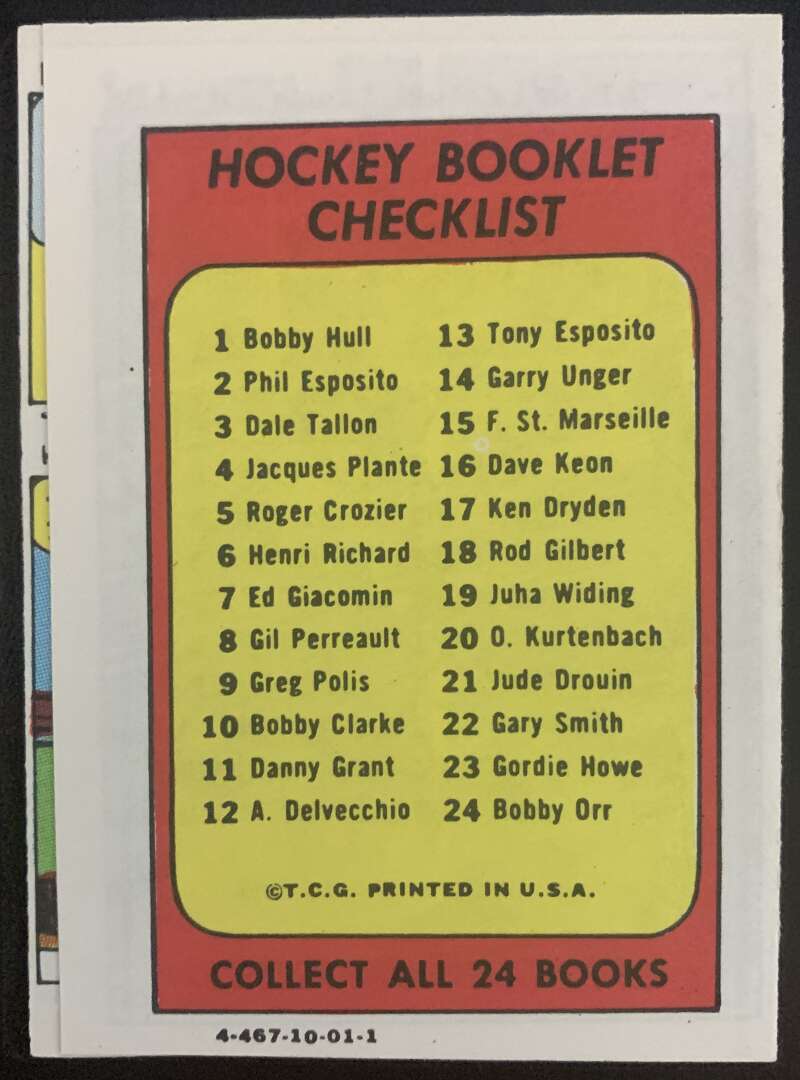 HOCKEY BOOKLET
CHECKLIST
1 Bobby Hull
2 Phil Esposito
3 Dale Tallon
4 Jacques Plante
5 Roger Crozier
6 Henri Richard
7 Ed Giacomin
8 Gil Perreault
9 Greg Polis
10 Bobby Clarke
11 Danny Grant
12 A. Delvecchio
13 Tony Esposito
14 Garry Unger
15 F. St. Marseille
16 Dave Keon
17 Ken Dryden
18 Rod Gilbert
19 Juha Widing
20 O. Kurtenbach
21 Jude Drouin
22 Gary Smith
23 Gordie Howe
24 Bobby Orr
©T.C.G. PRINTED IN U.S.A.
COLLECT ALL 24 BOOKS
4-467-10-01-1